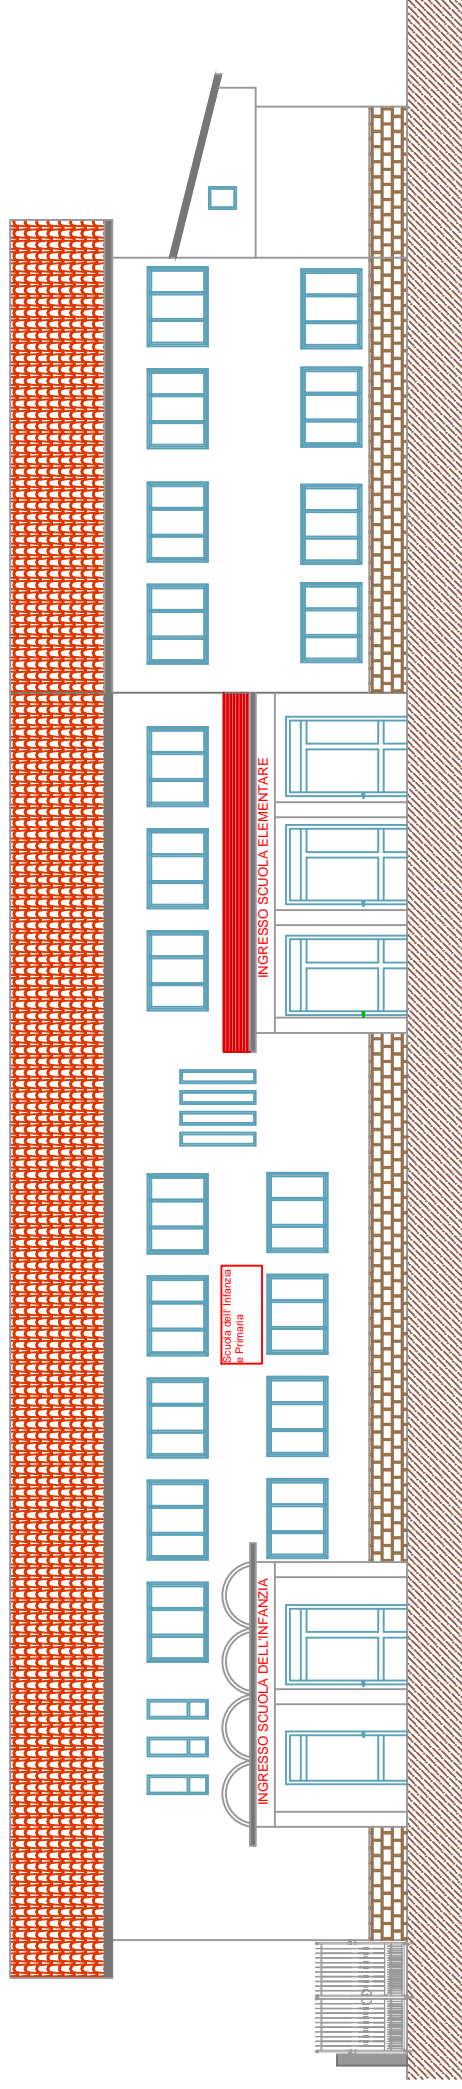 INGRESSO SCUOLA DELL'INFANZIA
Scuola dell' Infanzia
e Primaria
INGRESSO SCUOLA ELEMENTARE